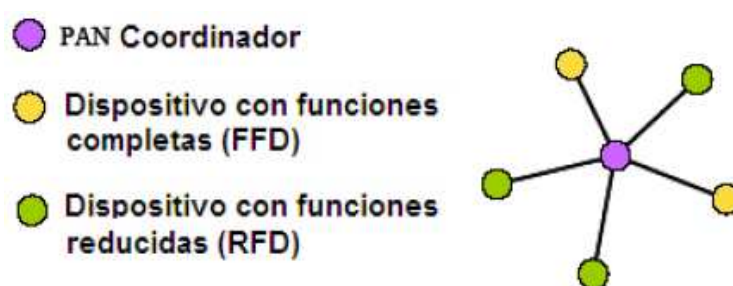 PAN Coordinador
Dispositivo con funciones
completas (FFD)
Dispositivo con funciones
reducidas (RFD)